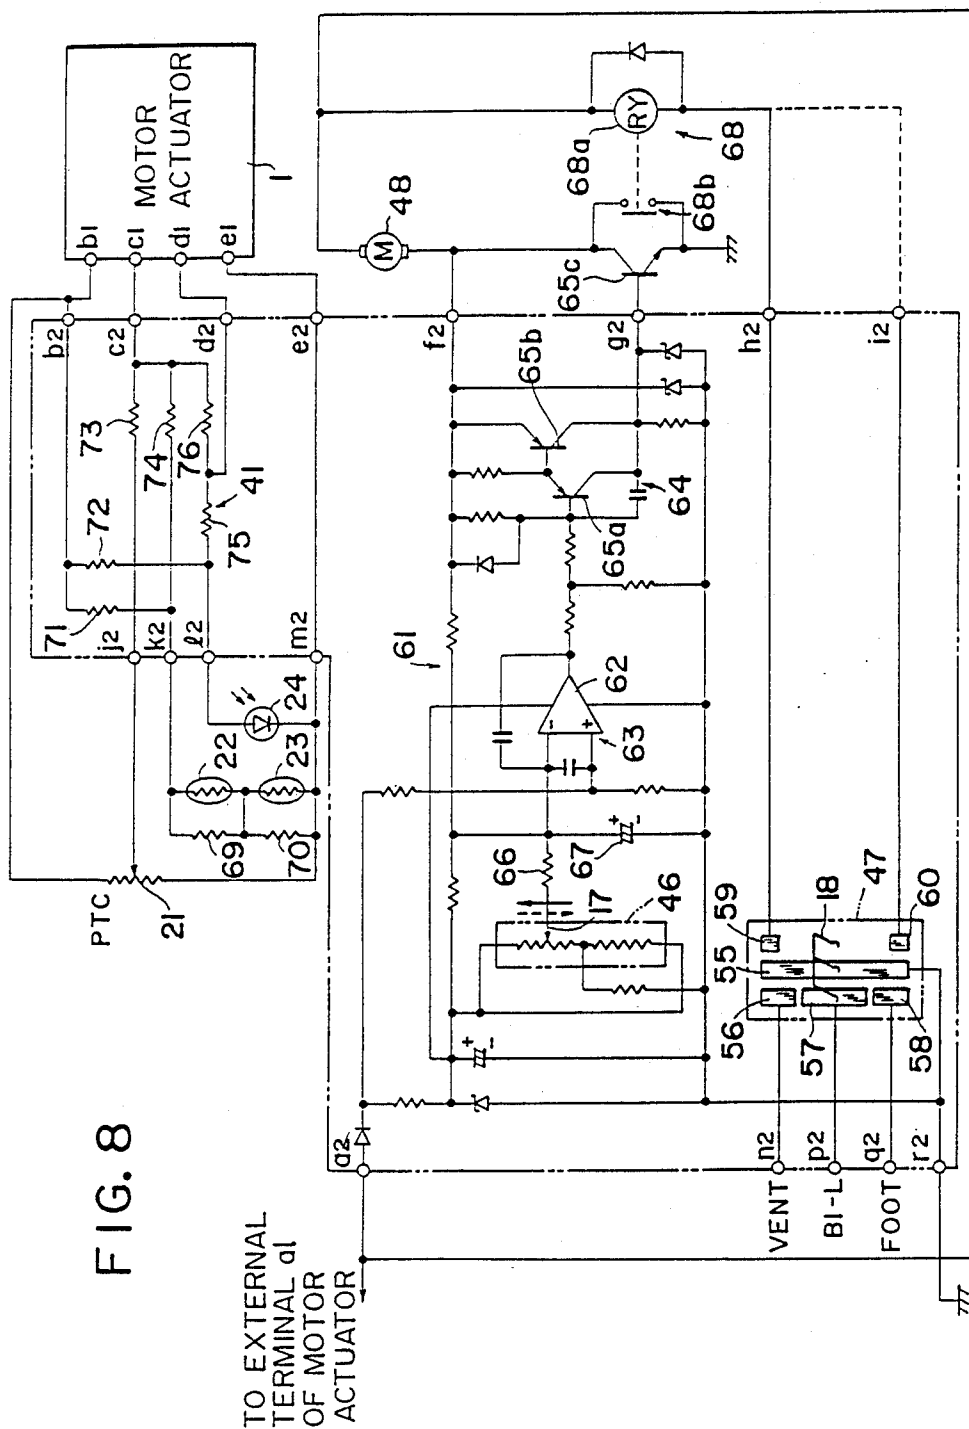 FIG. 8
TO EXTERNAL
TERMINAL a1
OF MOTOR
ACTUATOR
MOTOR
ACTUATOR
1
b1
c1
d1
e1
b2
c2
d2
e2
f2
g2
h2
i2
73
74
76
41
75
72
71
j2
k2
l2
m2
24
22
23
69
70
PTC
21
48
M
RY
68a
68
68b
65c
65b
65a
64
61
62
63
66
67
17
46
18
47
59
60
55
56
57
58
a2
n2
p2
q2
r2
VENT
BI-L
FOOT
+
-
+
-
-
+